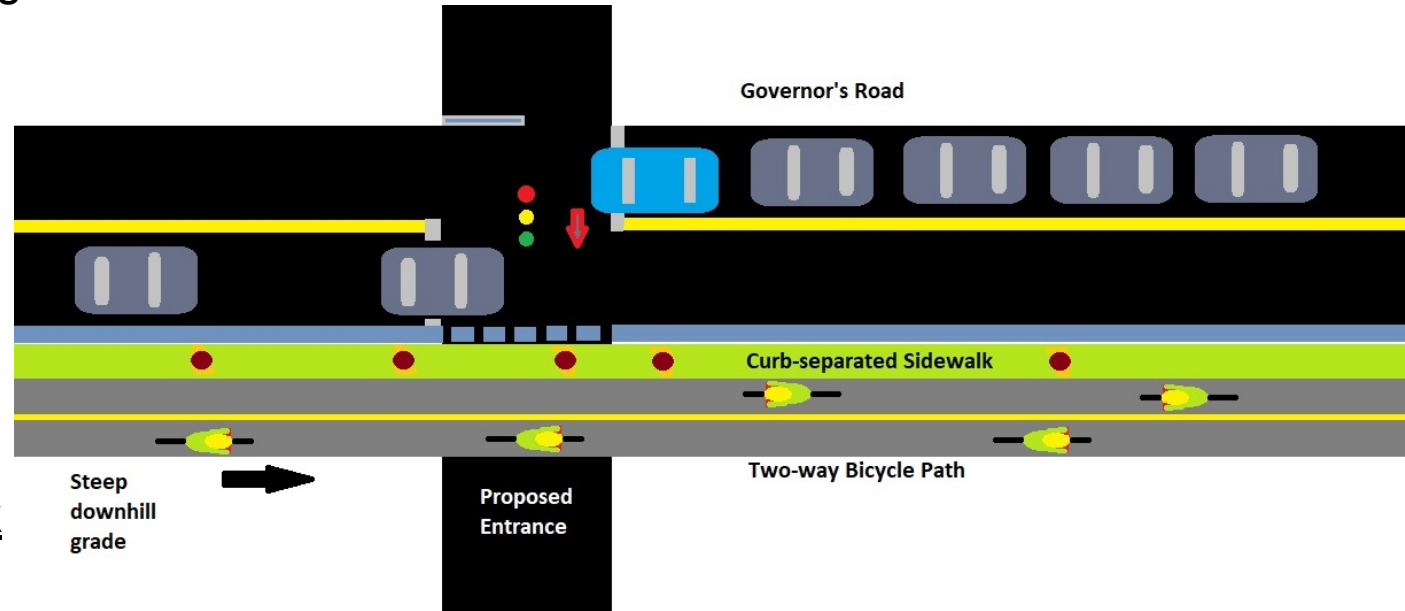 Governor's Road
Curb-separated Sidewalk
Two-way Bicycle Path
Steep
downhill
grade
Proposed
Entrance